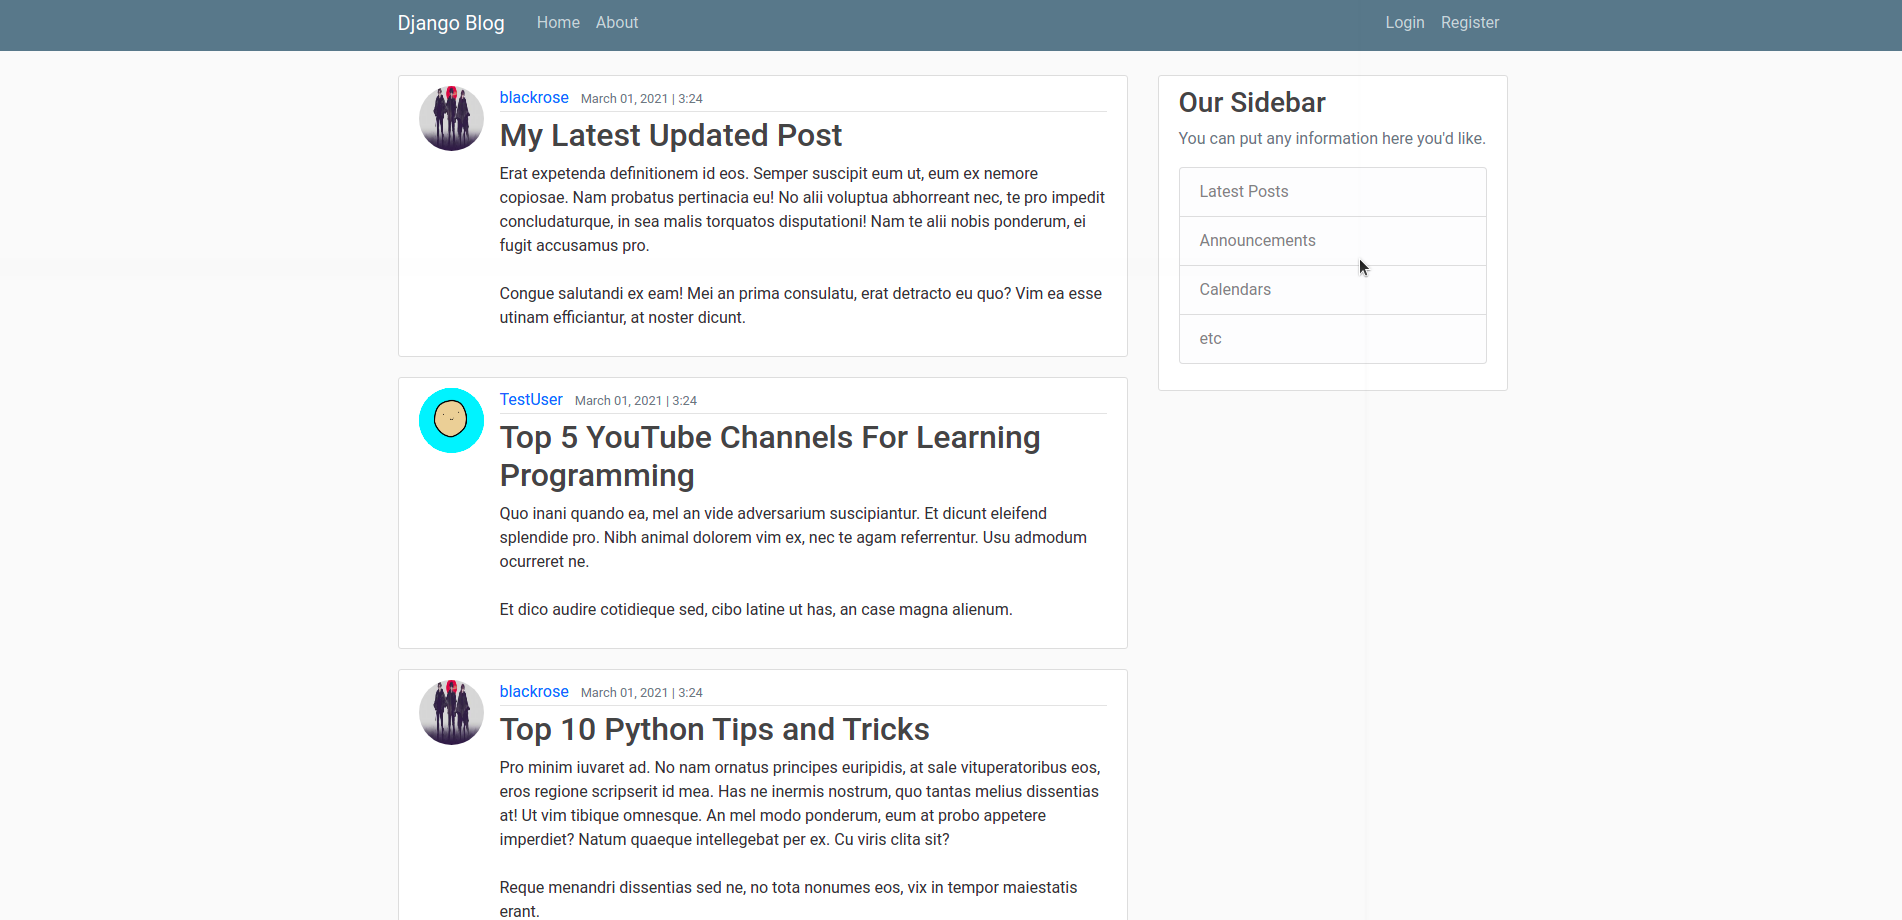 Django Blog Home About Login Register
blackrose March 01, 2021 | 3:24
My Latest Updated Post
Erat expetenda definitionem id eos. Semper suscipit eum ut, eum ex nemore
copiosae. Nam probatus pertinacia eu! No alii voluptua abhorreant nec, te pro impedit
concludaturque, in sea malis torquatos disputationi! Nam te alii nobis ponderum, ei
fugit accusamus pro.
Congue salutandi ex eam! Mei an prima consulatu, erat detracto eu quo? Vim ea esse
utinam efficiantur, at noster dicunt.
TestUser March 01, 2021 | 3:24
Top 5 YouTube Channels For Learning
Programming
Quo inani quando ea, mel an vide adversarium suscipiantur. Et dicunt eleifend
splendide pro. Nibh animal dolorem vim ex, nec te agam referrentur. Usu admodum
ocurreret ne.
Et dico audire cotidieque sed, cibo latine ut has, an case magna alienum.
blackrose March 01, 2021 | 3:24
Top 10 Python Tips and Tricks
Pro minim iuvaret ad. No nam ornatus principes euripidis, at sale vituperatoribus eos,
eros regione scripserit id mea. Has ne inermis nostrum, quo tantas melius dissentias
at! Ut vim tibique omnesque. An mel modo ponderum, eum at probo appetere
imperdiet? Natum quaeque intellegebat per ex. Cu viris clita sit?
Reque menandri dissentias sed ne, no tota nonumes eos, vix in tempor maiestatis
erant.
Our Sidebar
You can put any information here you'd like.
Latest Posts
Announcements
Calendars
etc